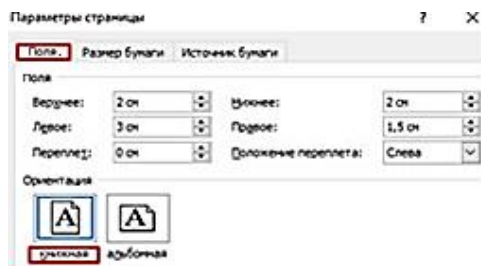 Параметры страницы ? ×
Поля Размер бумаги Источник бумаги
Поля
Верхнее: 2 см Нижнее: 2 см
Левое: 3 см Правое: 1,5 см
Переплет: 0 см Положение переплета: Слева
Ориентация
A A
книжная альбомная